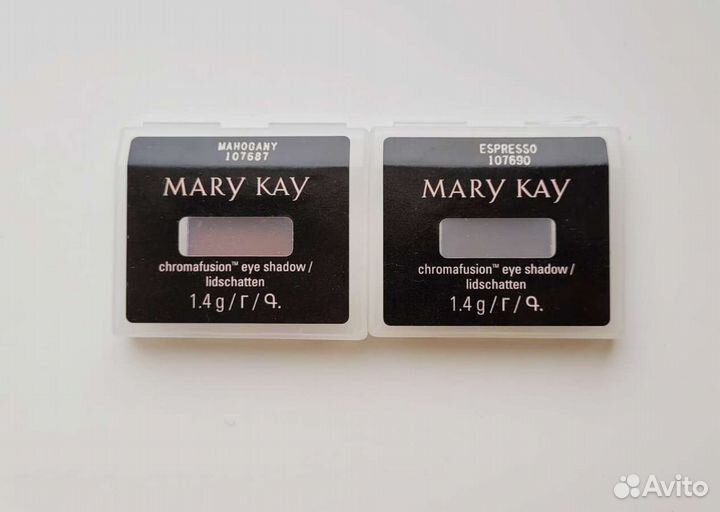 MAHOGANY
107687
MARY KAY
chromafusion™ eye shadow /
lidschatten
1.4 g / г / գ.
ESPRESSO
107690
MARY KAY
chromafusion™ eye shadow /
lidschatten
1.4 g / г / գ.
Avito